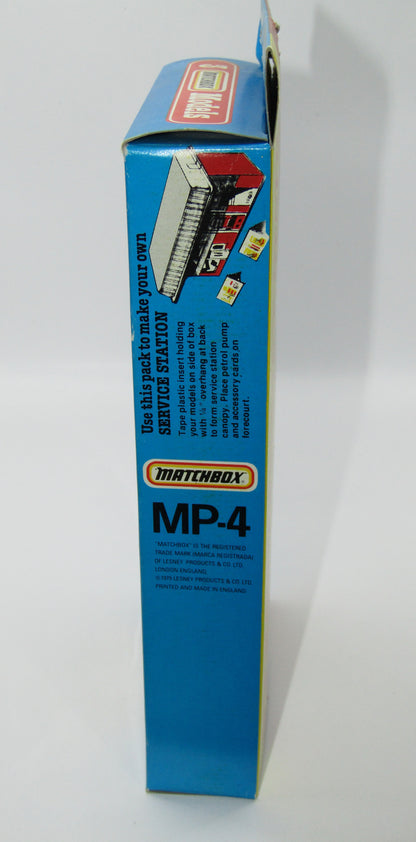 3
MATCHBOX
Models
Use this pack to make your own
SERVICE STATION
Tape plastic insert holding
your models on side of box
with ¼" overhang at back
to form service station
canopy. Place petrol pump
and accessory cards on
forecourt.
MATCHBOX
MP-4
"MATCHBOX" IS THE REGISTERED
TRADE MARK (MARCA REGISTRADA)
OF LESNEY PRODUCTS & CO. LTD.
LONDON ENGLAND.
© 1979 LESNEY PRODUCTS & CO. LTD.
PRINTED AND MADE IN ENGLAND